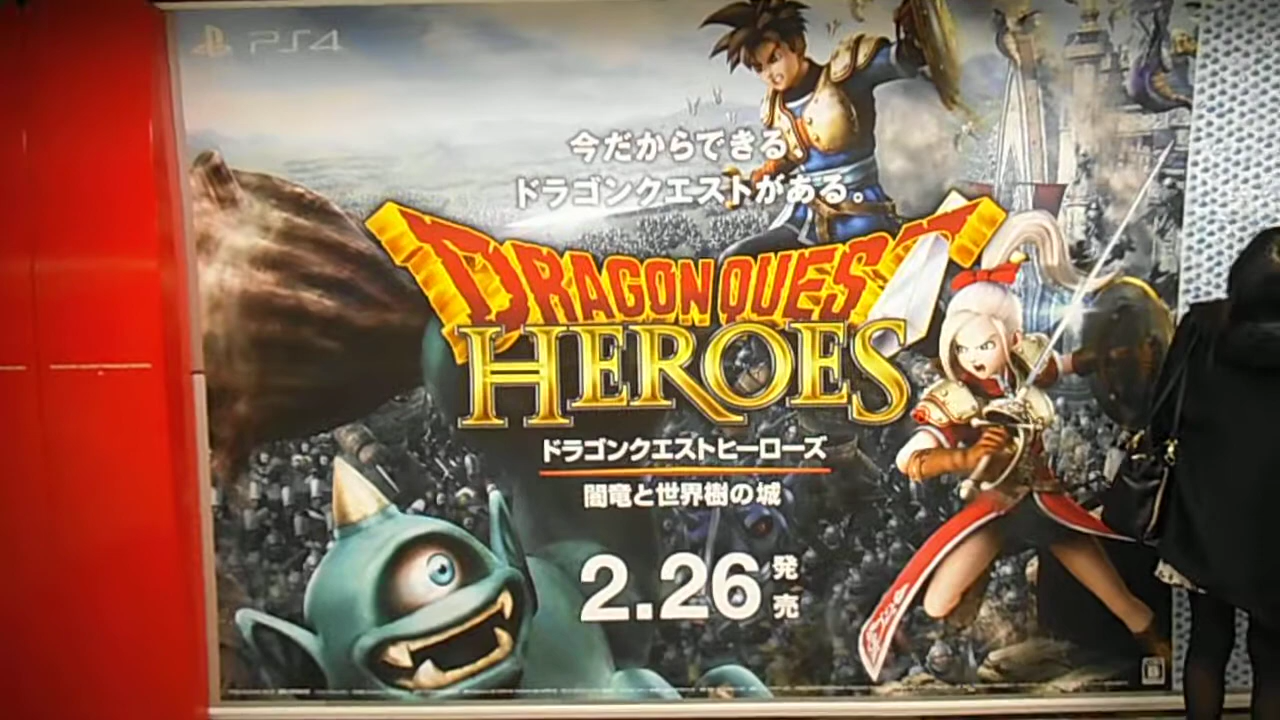 PS4
今だからできる、
ドラゴンクエストがある。
DRAGON QUEST
HEROES
ドラゴンクエストヒーローズ
闇竜と世界樹の城
2.26 発売